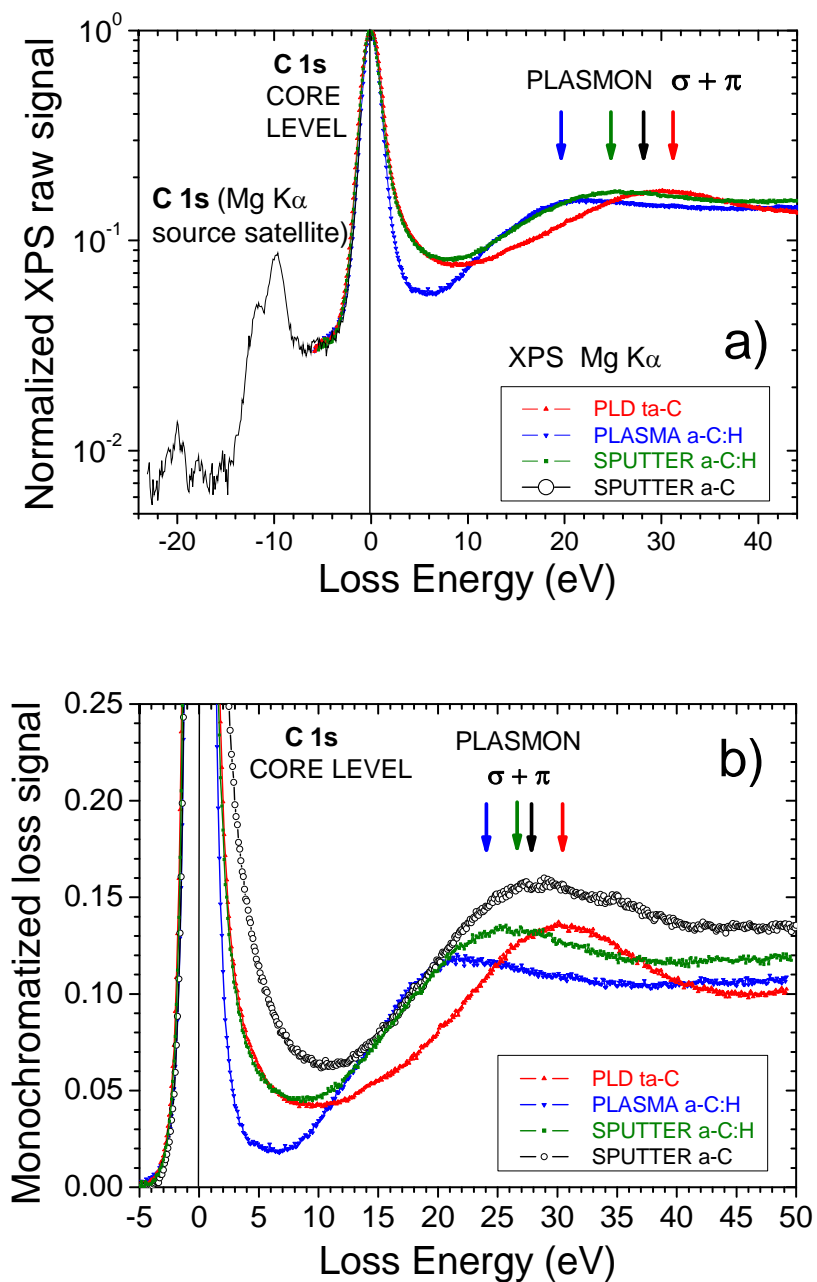 10⁰
C 1s
CORE
LEVEL
PLASMON σ + π
C 1s (Mg Kα
source satellite)
10⁻¹
10⁻²
Normalized XPS raw signal
a)
XPS Mg Kα
PLD ta-C
PLASMA a-C:H
SPUTTER a-C:H
SPUTTER a-C
-20 -10 0 10 20 30 40
Loss Energy (eV)
0.25
0.20
0.15
0.10
0.05
0.00
Monochromatized loss signal
C 1s
CORE LEVEL
PLASMON
σ + π
b)
PLD ta-C
PLASMA a-C:H
SPUTTER a-C:H
SPUTTER a-C
-5 0 5 10 15 20 25 30 35 40 45 50
Loss Energy (eV)